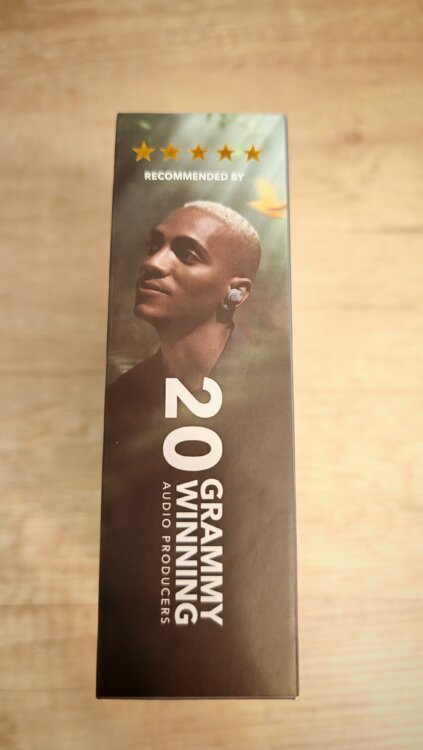 RECOMMENDED BY
20
GRAMMY
WINNING
AUDIO PRODUCERS